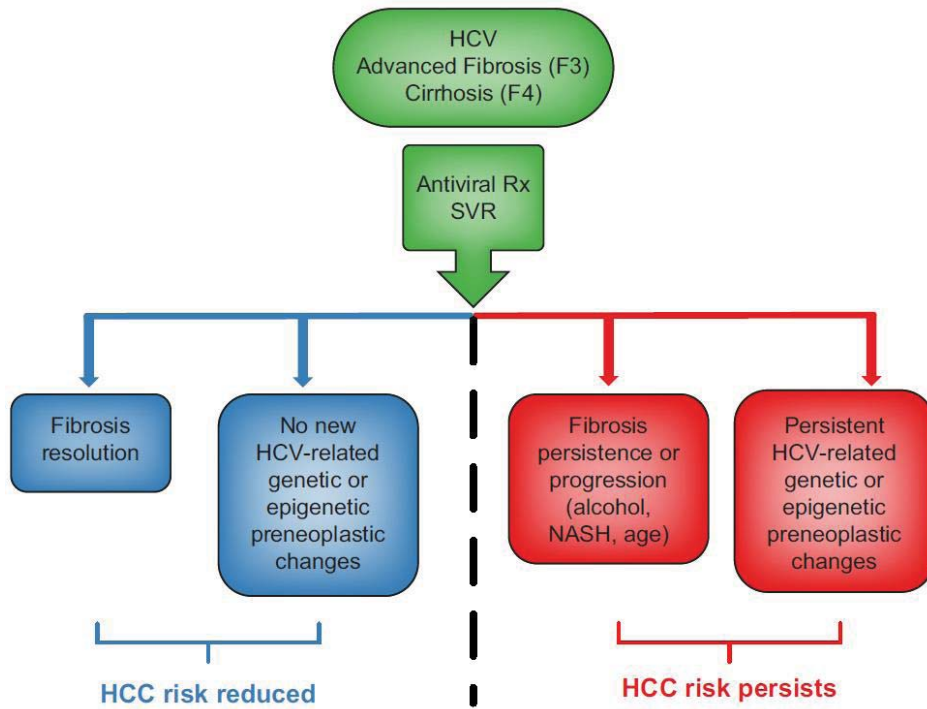 HCV
Advanced Fibrosis (F3)
Cirrhosis (F4)
Antiviral Rx
SVR
Fibrosis
resolution
No new
HCV-related
genetic or
epigenetic
preneoplastic
changes
Fibrosis
persistence or
progression
(alcohol,
NASH, age)
Persistent
HCV-related
genetic or
epigenetic
preneoplastic
changes
HCC risk reduced
HCC risk persists